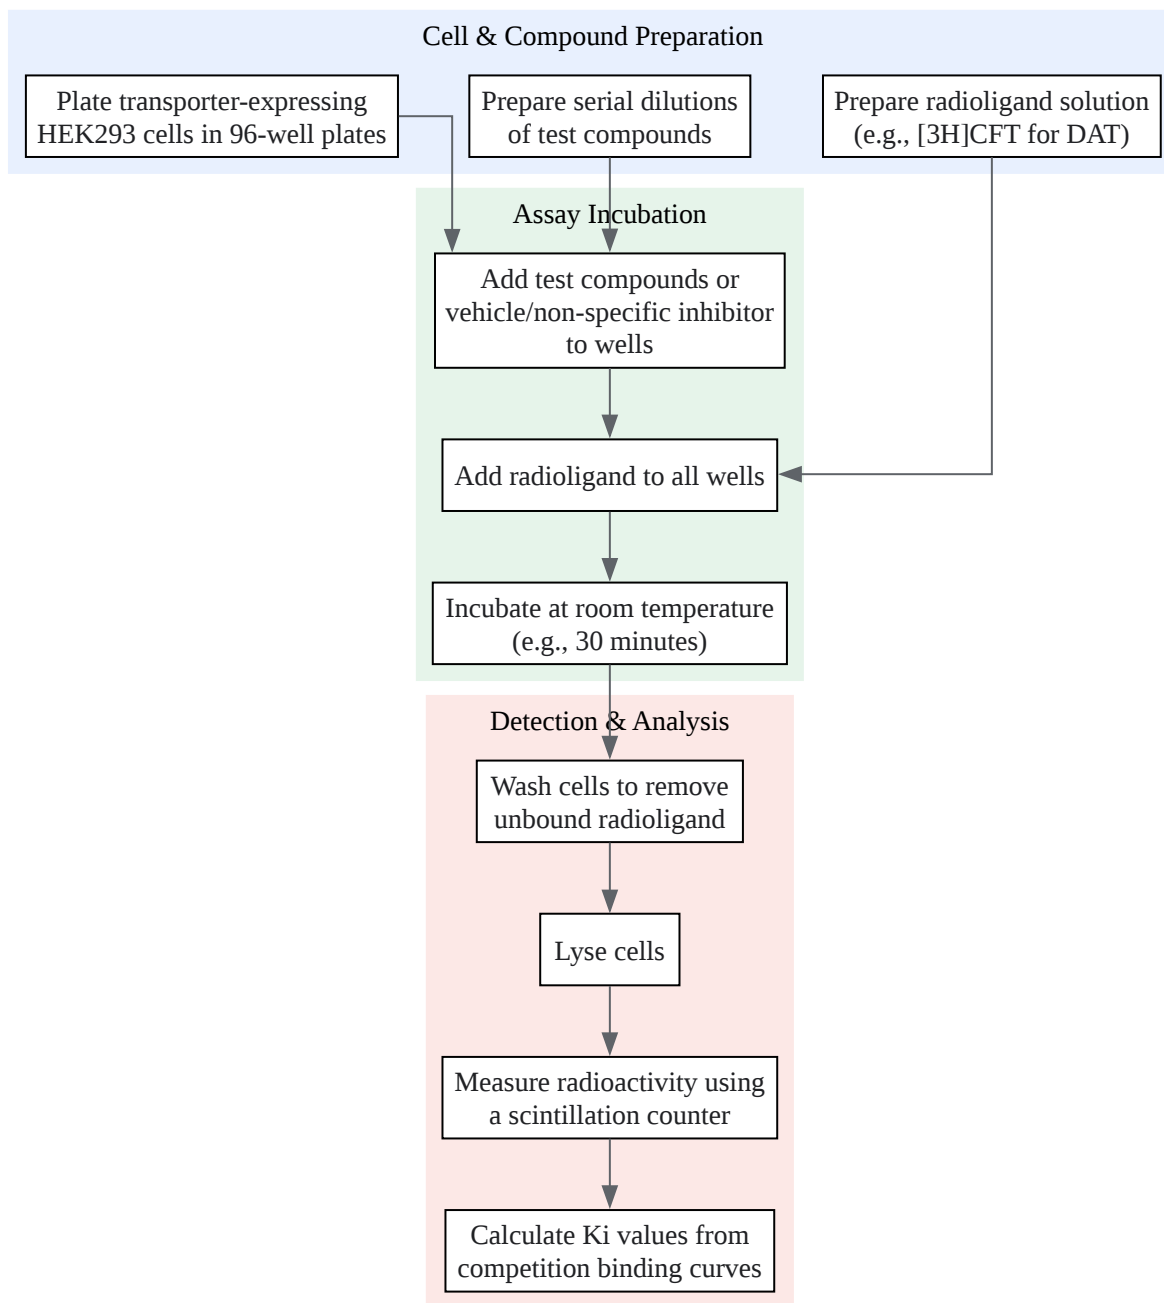 Cell & Compound Preparation
Plate transporter-expressing
HEK293 cells in 96-well plates
Prepare serial dilutions
of test compounds
Prepare radioligand solution
(e.g., [3H]CFT for DAT)
Assay Incubation
Add test compounds or
vehicle/non-specific inhibitor
to wells
Add radioligand to all wells
Incubate at room temperature
(e.g., 30 minutes)
Detection & Analysis
Wash cells to remove
unbound radioligand
Lyse cells
Measure radioactivity using
a scintillation counter
Calculate Ki values from
competition binding curves